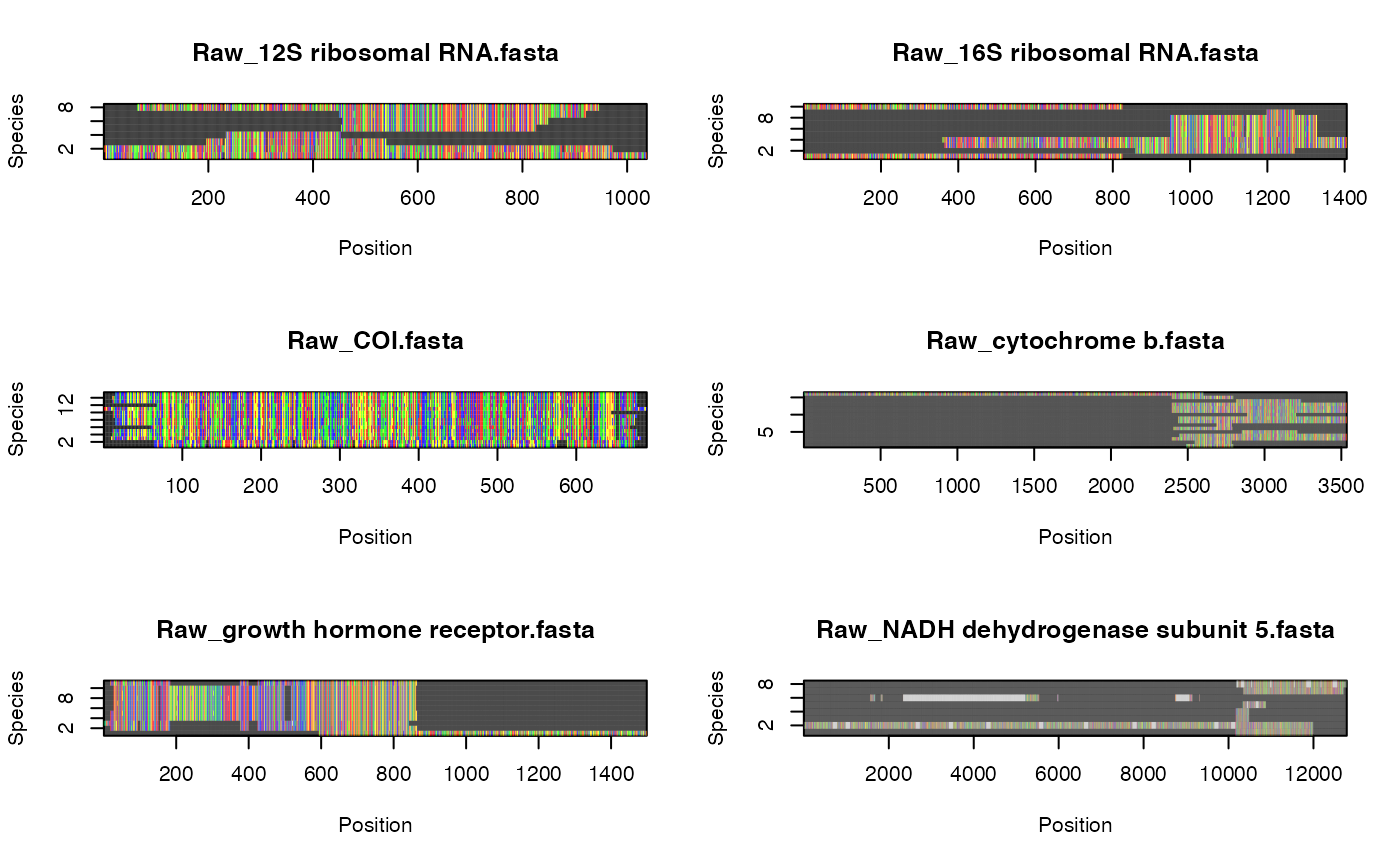 Raw_12S ribosomal RNA.fasta
Species
8
2
200 400 600 800 1000
Position
Raw_16S ribosomal RNA.fasta
Species
8
2
200 400 600 800 1000 1200 1400
Position
Raw_COI.fasta
Species
12
2
100 200 300 400 500 600
Position
Raw_cytochrome b.fasta
Species
5
500 1000 1500 2000 2500 3000 3500
Position
Raw_growth hormone receptor.fasta
Species
8
2
200 400 600 800 1000 1200 1400
Position
Raw_NADH dehydrogenase subunit 5.fasta
Species
8
2
2000 4000 6000 8000 10000 12000
Position